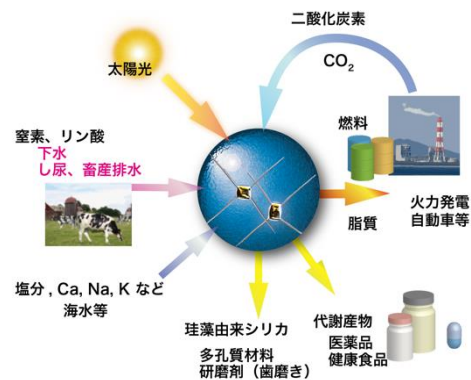 二酸化炭素
CO₂
太陽光
燃料
窒素、リン酸
下水
し尿、畜産排水
脂質
火力発電
自動車等
塩分 , Ca, Na, K など
海水等
珪藻由来シリカ
多孔質材料
研磨剤（歯磨き）
代謝産物
医薬品
健康食品